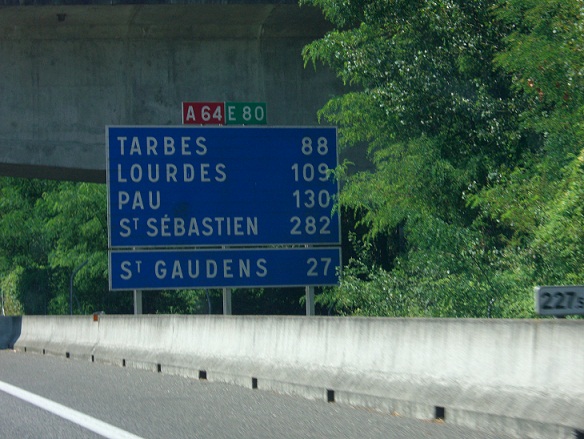 A 64 E 80
TARBES 88
LOURDES 109
PAU 130
ST SÉBASTIEN 282
ST GAUDENS 27